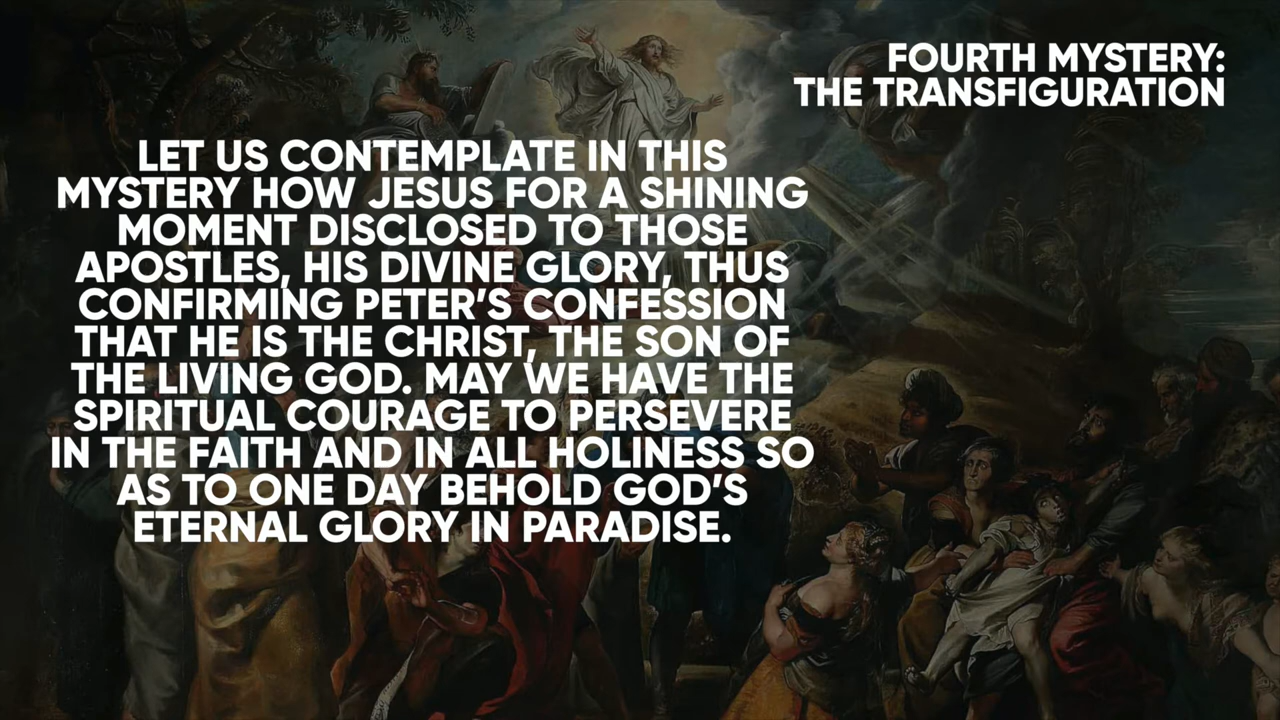 FOURTH MYSTERY:
THE TRANSFIGURATION
LET US CONTEMPLATE IN THIS
MYSTERY HOW JESUS FOR A SHINING
MOMENT DISCLOSED TO THOSE
APOSTLES, HIS DIVINE GLORY, THUS
CONFIRMING PETER'S CONFESSION
THAT HE IS THE CHRIST, THE SON OF
THE LIVING GOD. MAY WE HAVE THE
SPIRITUAL COURAGE TO PERSEVERE
IN THE FAITH AND IN ALL HOLINESS SO
AS TO ONE DAY BEHOLD GOD'S
ETERNAL GLORY IN PARADISE.